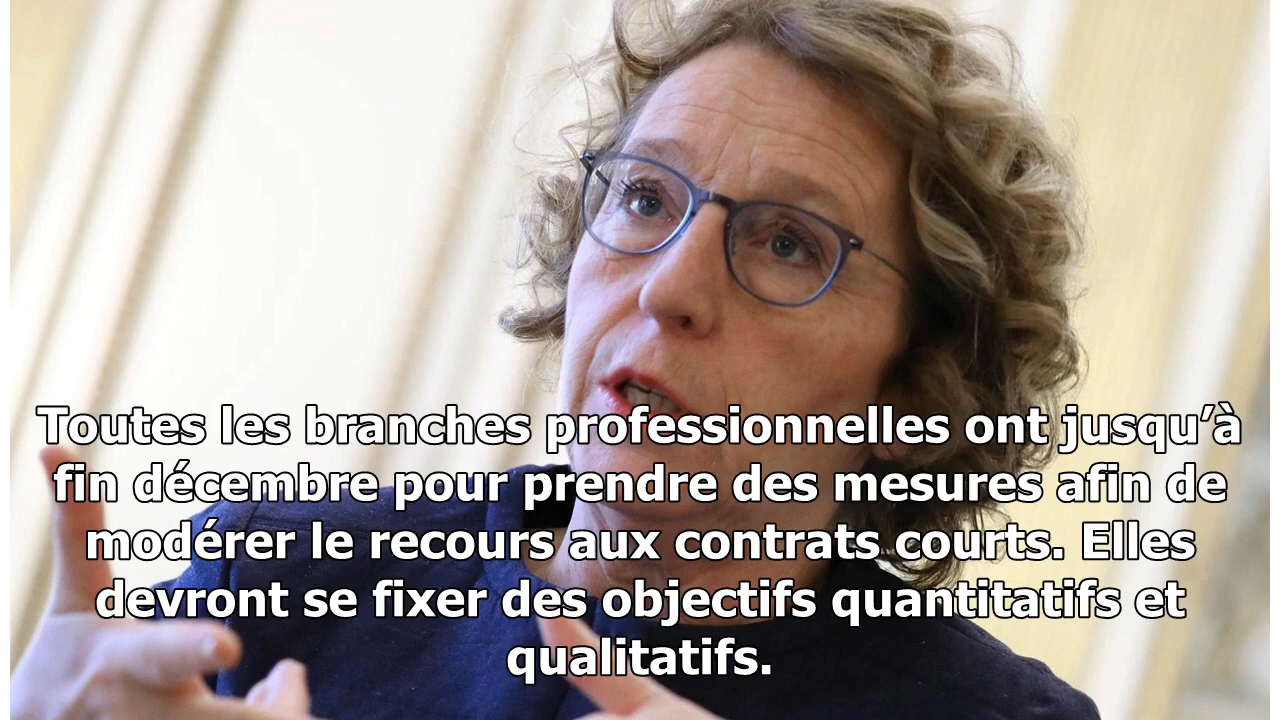 Toutes les branches professionnelles ont jusqu’à
fin décembre pour prendre des mesures afin de
modérer le recours aux contrats courts. Elles
devront se fixer des objectifs quantitatifs et
qualitatifs.